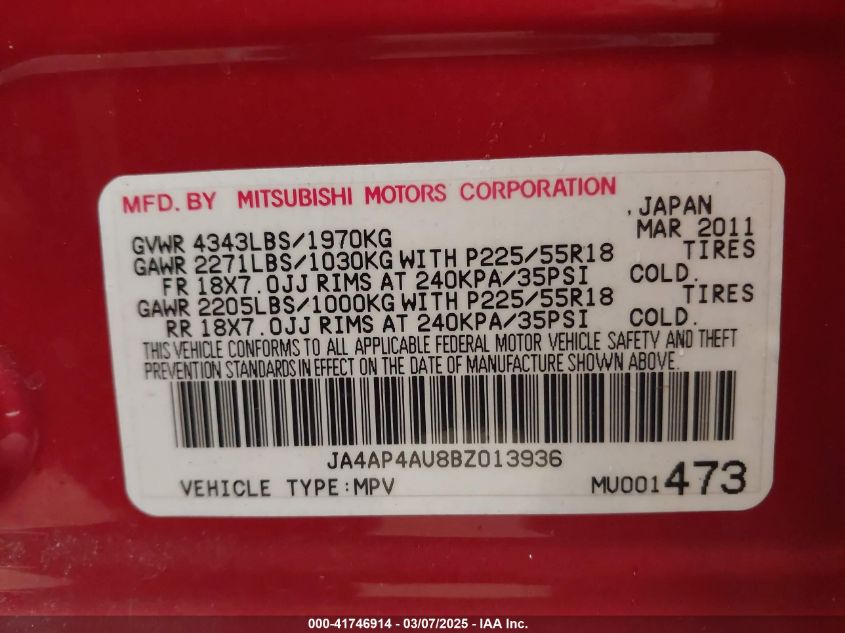 MFD. BY MITSUBISHI MOTORS CORPORATION
, JAPAN
GVWR 4343LBS/1970KG MAR 2011
GAWR 2271LBS/1030KG WITH P225/55R18 TIRES
FR 18X7.0JJ RIMS AT 240KPA/35PSI COLD.
GAWR 2205LBS/1000KG WITH P225/55R18 TIRES
RR 18X7.0JJ RIMS AT 240KPA/35PSI COLD.
THIS VEHICLE CONFORMS TO ALL APPLICABLE FEDERAL MOTOR VEHICLE SAFETY AND THEFT
PREVENTION STANDARDS IN EFFECT ON THE DATE OF MANUFACTURE SHOWN ABOVE.
JA4AP4AU8BZ013936
VEHICLE TYPE:MPV MU001473
000-41746914 - 03/07/2025 - IAA Inc.